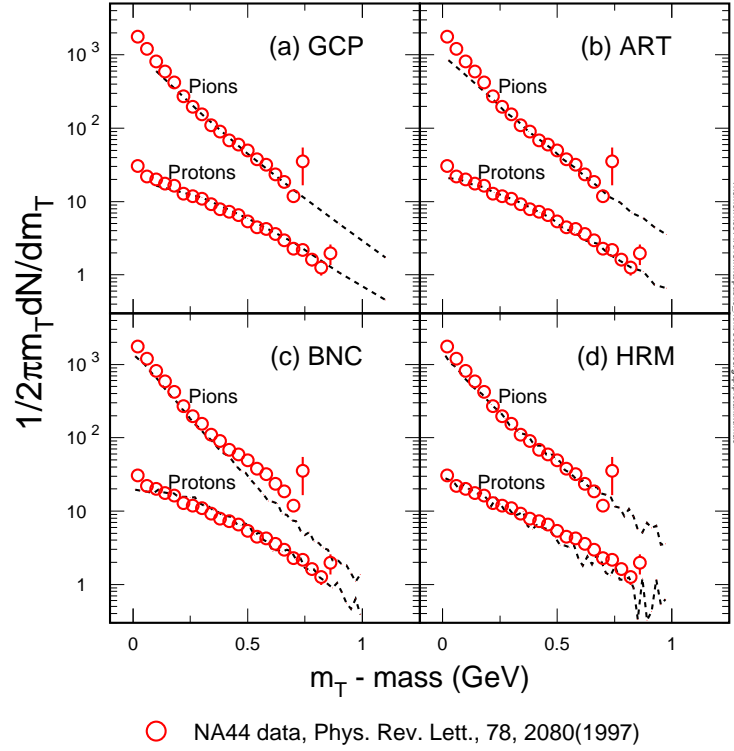 (a) GCP
(b) ART
10³
10²
10
1
Pions
Protons
Pions
Protons
(c) BNC
(d) HRM
10³
10²
10
1
Pions
Protons
Pions
Protons
1/2πm_T dN/dm_T
0
0.5
1
0
0.5
1
m_T - mass (GeV)
NA44 data, Phys. Rev. Lett., 78, 2080(1997)